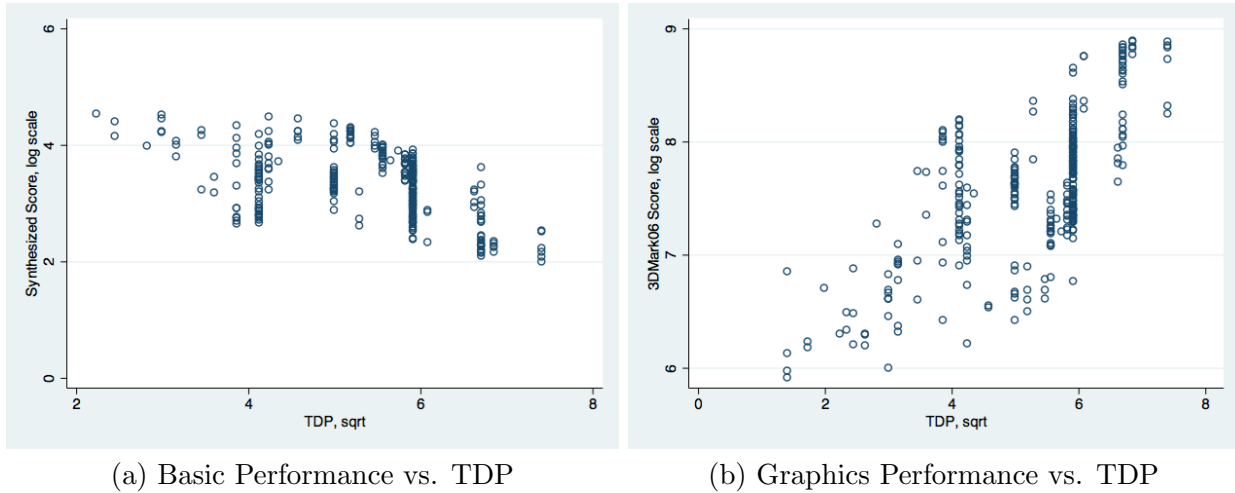 Synthesized Score, log scale
6
4
2
0
2
4
6
8
TDP, sqrt
(a) Basic Performance vs. TDP
3DMark06 Score, log scale
9
8
7
6
0
2
4
6
8
TDP, sqrt
(b) Graphics Performance vs. TDP